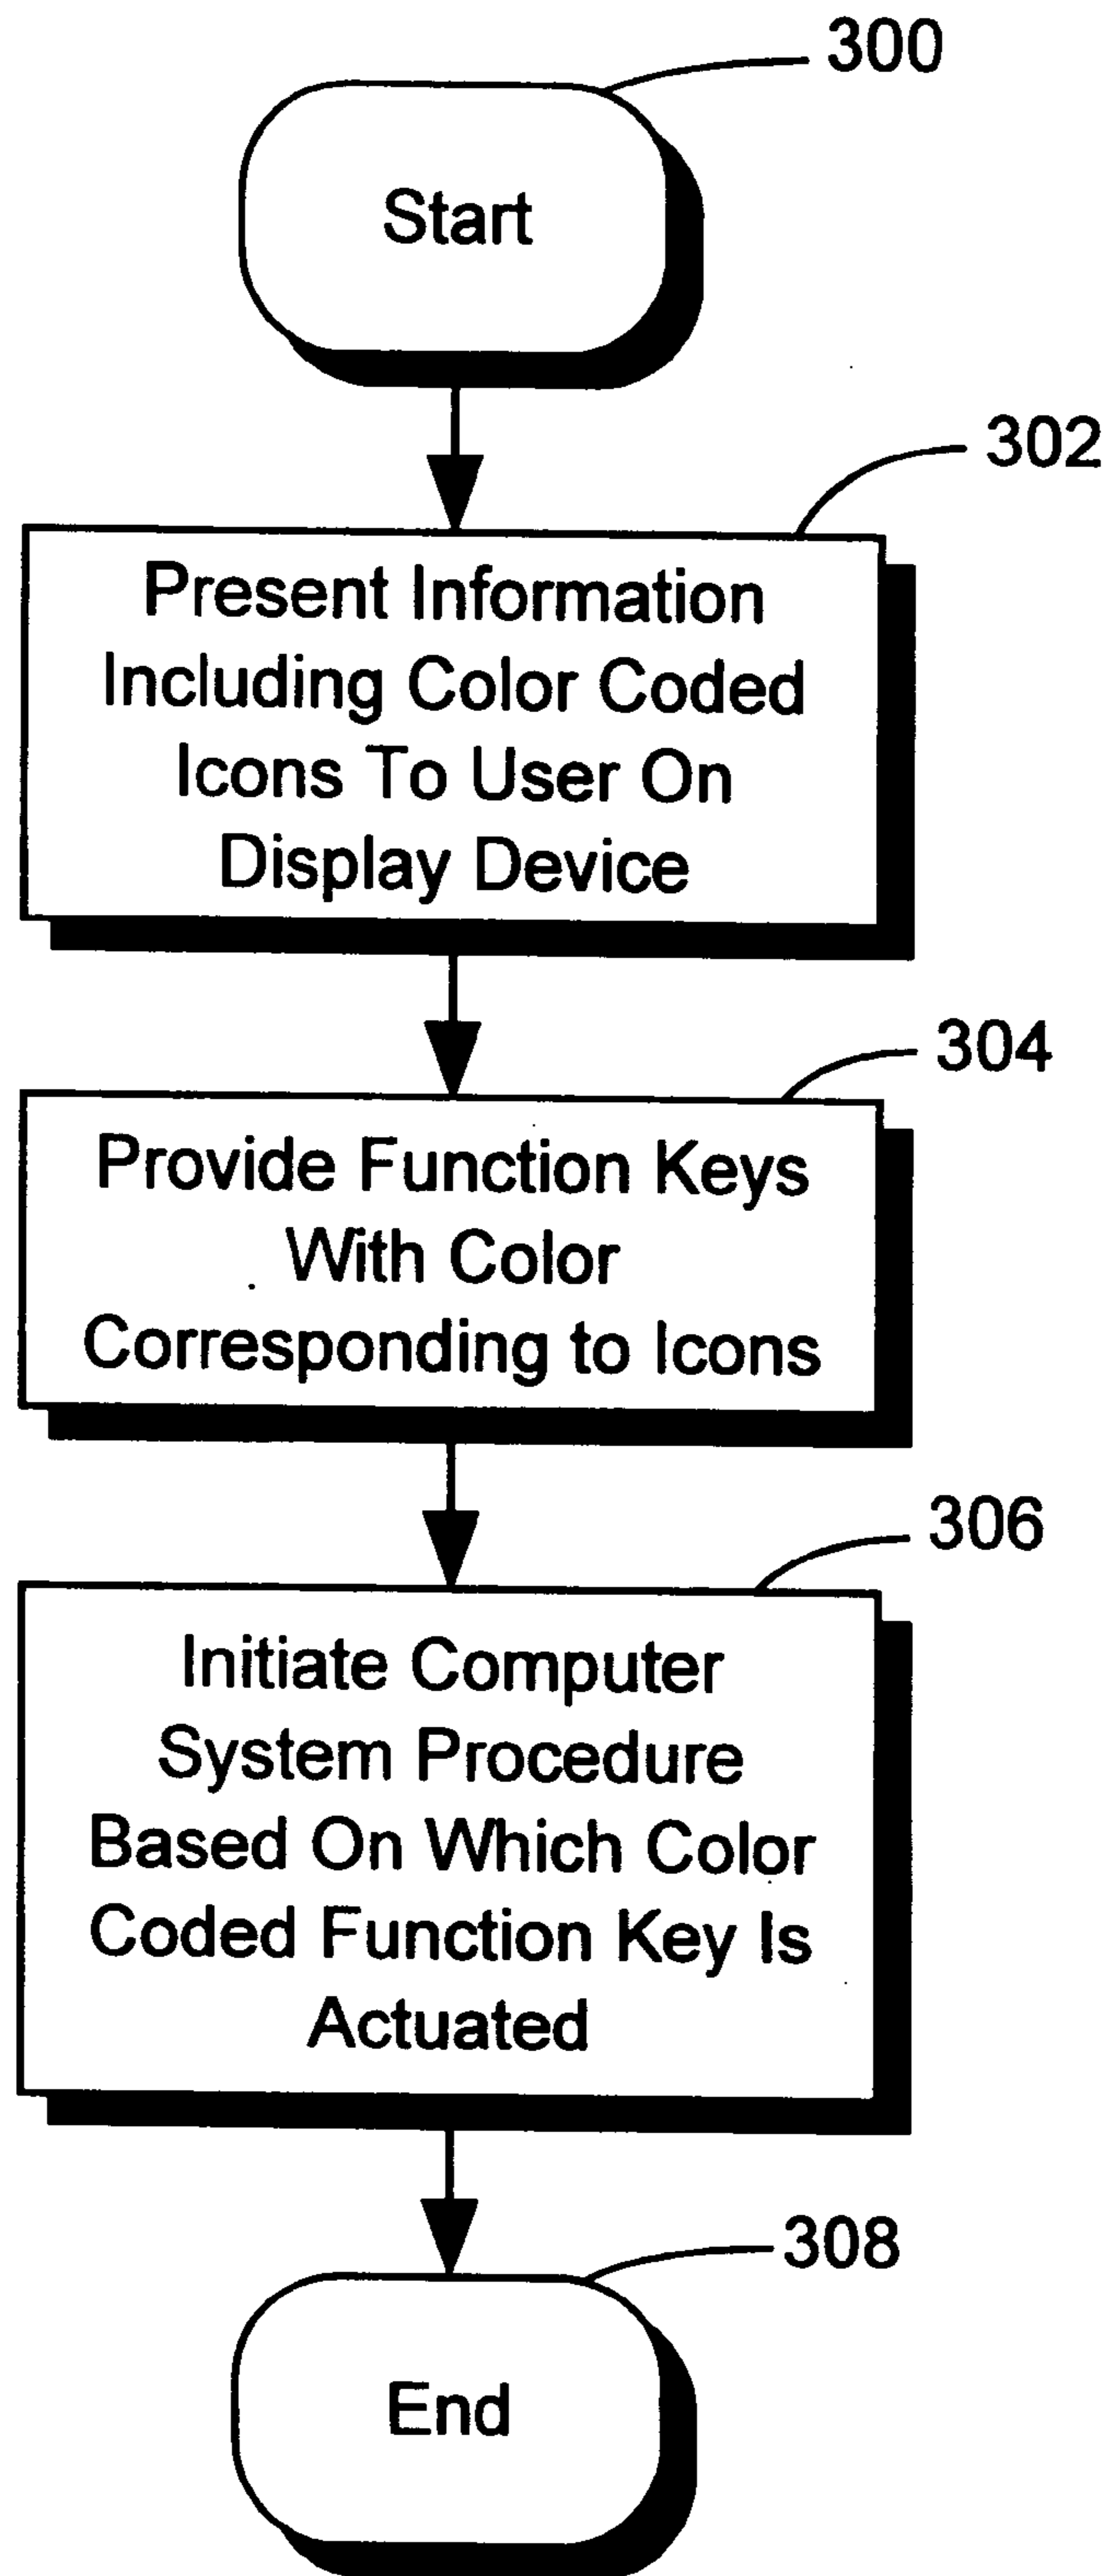 300
Start
302
Present Information
Including Color Coded
Icons To User On
Display Device
304
Provide Function Keys
With Color
Corresponding to Icons
306
Initiate Computer
System Procedure
Based On Which Color
Coded Function Key Is
Actuated
308
End